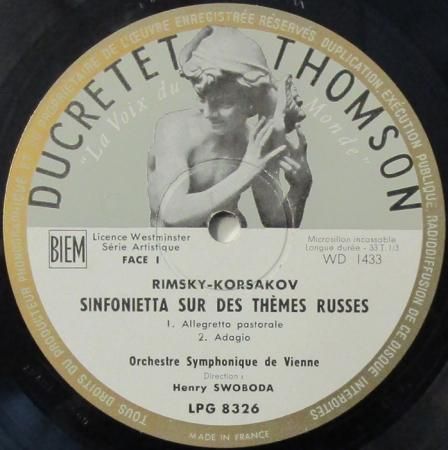 TOUS DROITS DU PRODUCTEUR PHONOGRAPHIQUE ET DU PROPRIÉTAIRE DE L'ŒUVRE ENREGISTRÉE RÉSERVÉS. DUPLICATION EXÉCUTION PUBLIQUE RADIODIFFUSION DE CE DISQUE INTERDITES
DUCRETET THOMSON
"La Voix du Monde"
BIEM
Licence Westminster
Série Artistique
FACE 1
Microsillon incassable
Longue durée - 33 T. 1/3
WD 1433
RIMSKY-KORSAKOV
SINFONIETTA SUR DES THÈMES RUSSES
1. Allegretto pastorale
2. Adagio
Orchestre Symphonique de Vienne
Direction :
Henry SWOBODA
LPG 8326
MADE IN FRANCE